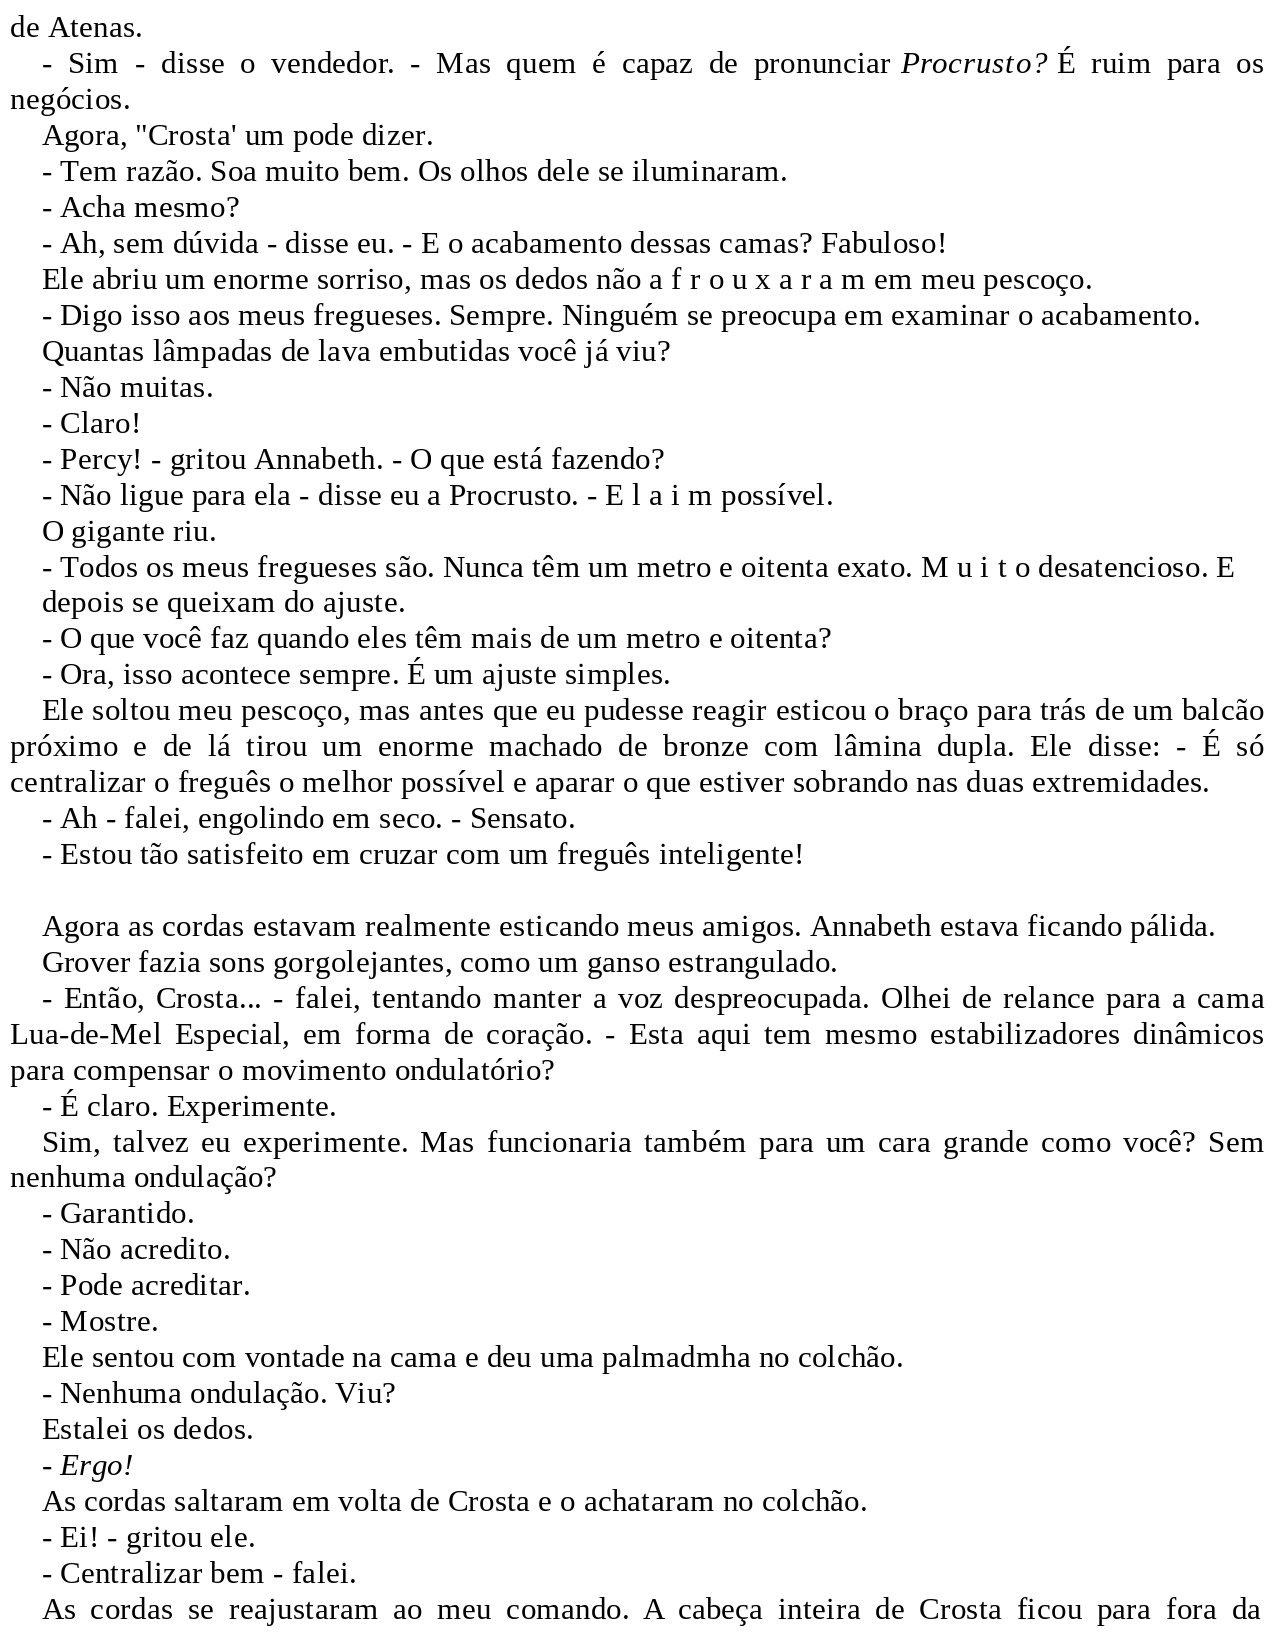 de Atenas.
- Sim - disse o vendedor. - Mas quem é capaz de pronunciar Procrusto? É ruim para os
negócios.
Agora, "Crosta' um pode dizer.
- Tem razão. Soa muito bem. Os olhos dele se iluminaram.
- Acha mesmo?
- Ah, sem dúvida - disse eu. - E o acabamento dessas camas? Fabuloso!
Ele abriu um enorme sorriso, mas os dedos não a f r o u x a r a m em meu pescoço.
- Digo isso aos meus fregueses. Sempre. Ninguém se preocupa em examinar o acabamento.
Quantas lâmpadas de lava embutidas você já viu?
- Não muitas.
- Claro!
- Percy! - gritou Annabeth. - O que está fazendo?
- Não ligue para ela - disse eu a Procrusto. - E l a i m possível.
O gigante riu.
- Todos os meus fregueses são. Nunca têm um metro e oitenta exato. M u i t o desatencioso. E
depois se queixam do ajuste.
- O que você faz quando eles têm mais de um metro e oitenta?
- Ora, isso acontece sempre. É um ajuste simples.
Ele soltou meu pescoço, mas antes que eu pudesse reagir esticou o braço para trás de um balcão
próximo e de lá tirou um enorme machado de bronze com lâmina dupla. Ele disse: - É só
centralizar o freguês o melhor possível e aparar o que estiver sobrando nas duas extremidades.
- Ah - falei, engolindo em seco. - Sensato.
- Estou tão satisfeito em cruzar com um freguês inteligente!
Agora as cordas estavam realmente esticando meus amigos. Annabeth estava ficando pálida.
Grover fazia sons gorgolejantes, como um ganso estrangulado.
- Então, Crosta... - falei, tentando manter a voz despreocupada. Olhei de relance para a cama
Lua-de-Mel Especial, em forma de coração. - Esta aqui tem mesmo estabilizadores dinâmicos
para compensar o movimento ondulatório?
- É claro. Experimente.
Sim, talvez eu experimente. Mas funcionaria também para um cara grande como você? Sem
nenhuma ondulação?
- Garantido.
- Não acredito.
- Pode acreditar.
- Mostre.
Ele sentou com vontade na cama e deu uma palmadmha no colchão.
- Nenhuma ondulação. Viu?
Estalei os dedos.
- Ergo!
As cordas saltaram em volta de Crosta e o achataram no colchão.
- Ei! - gritou ele.
- Centralizar bem - falei.
As cordas se reajustaram ao meu comando. A cabeça inteira de Crosta ficou para fora da